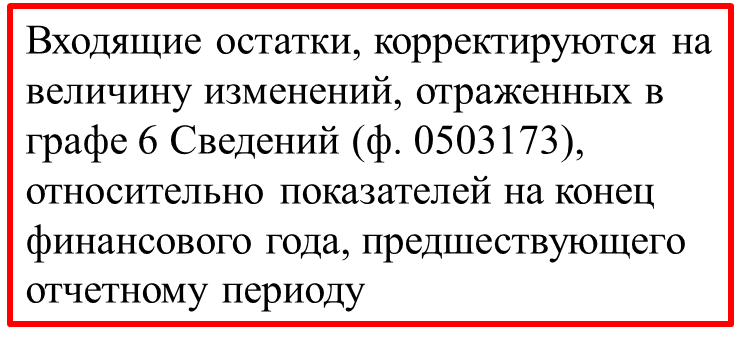 Входящие остатки, корректируются на
величину изменений, отраженных в
графе 6 Сведений (ф. 0503173),
относительно показателей на конец
финансового года, предшествующего
отчетному периоду